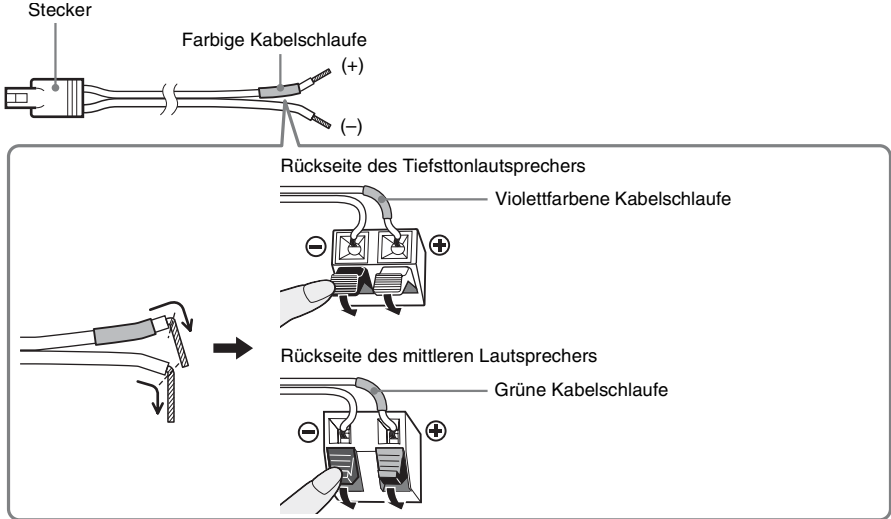 Stecker
Farbige Kabelschlaufe
(+)
(–)
Rückseite des Tiefsttonlautsprechers
Violettfarbene Kabelschlaufe
Rückseite des mittleren Lautsprechers
Grüne Kabelschlaufe